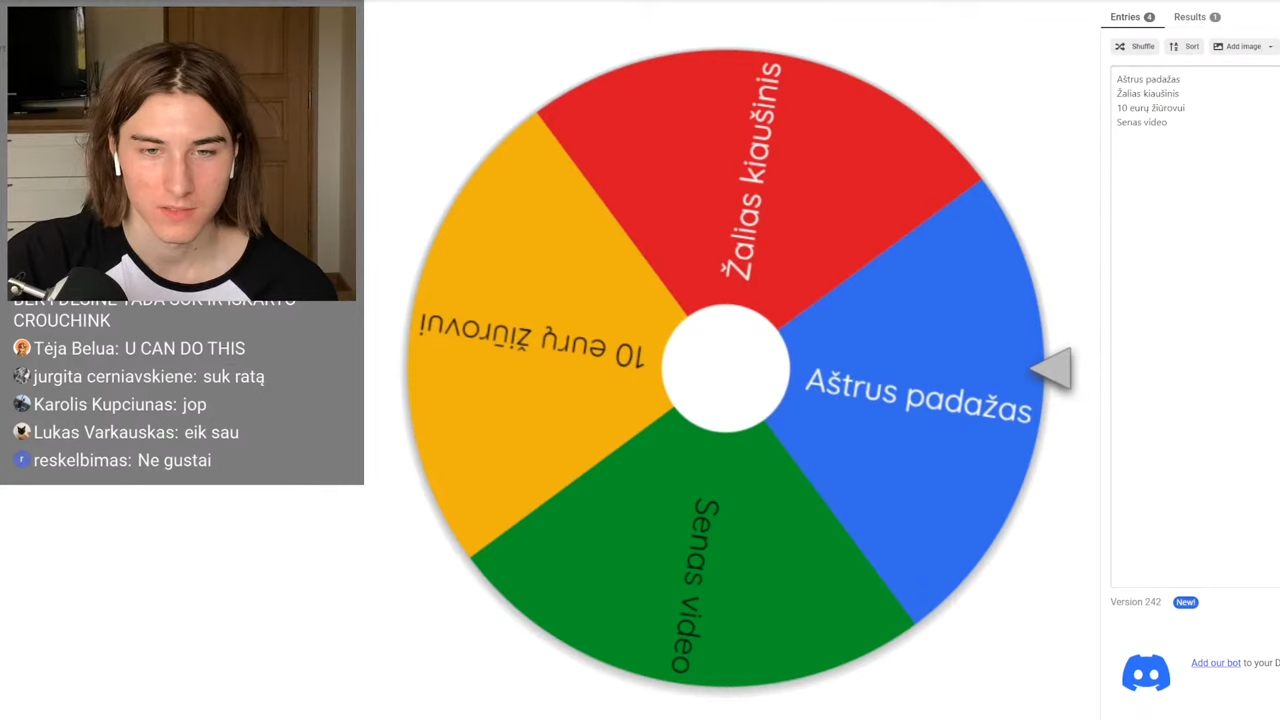 CROUCHINK
Tėja Belua: U CAN DO THIS
jurgita cerniavskiene: suk ratą
Karolis Kupciunas: jop
Lukas Varkauskas: eik sau
reskelbimas: Ne gustai
Žalias kiaušinis
10 eurų žiūrovui
Aštrus padažas
Senas video
Entries 4
Results 1
Shuffle
Sort
Add image
Aštrus padažas
Žalias kiaušinis
10 eurų žiūrovui
Senas video
Version 242
New!
Add our bot to your D